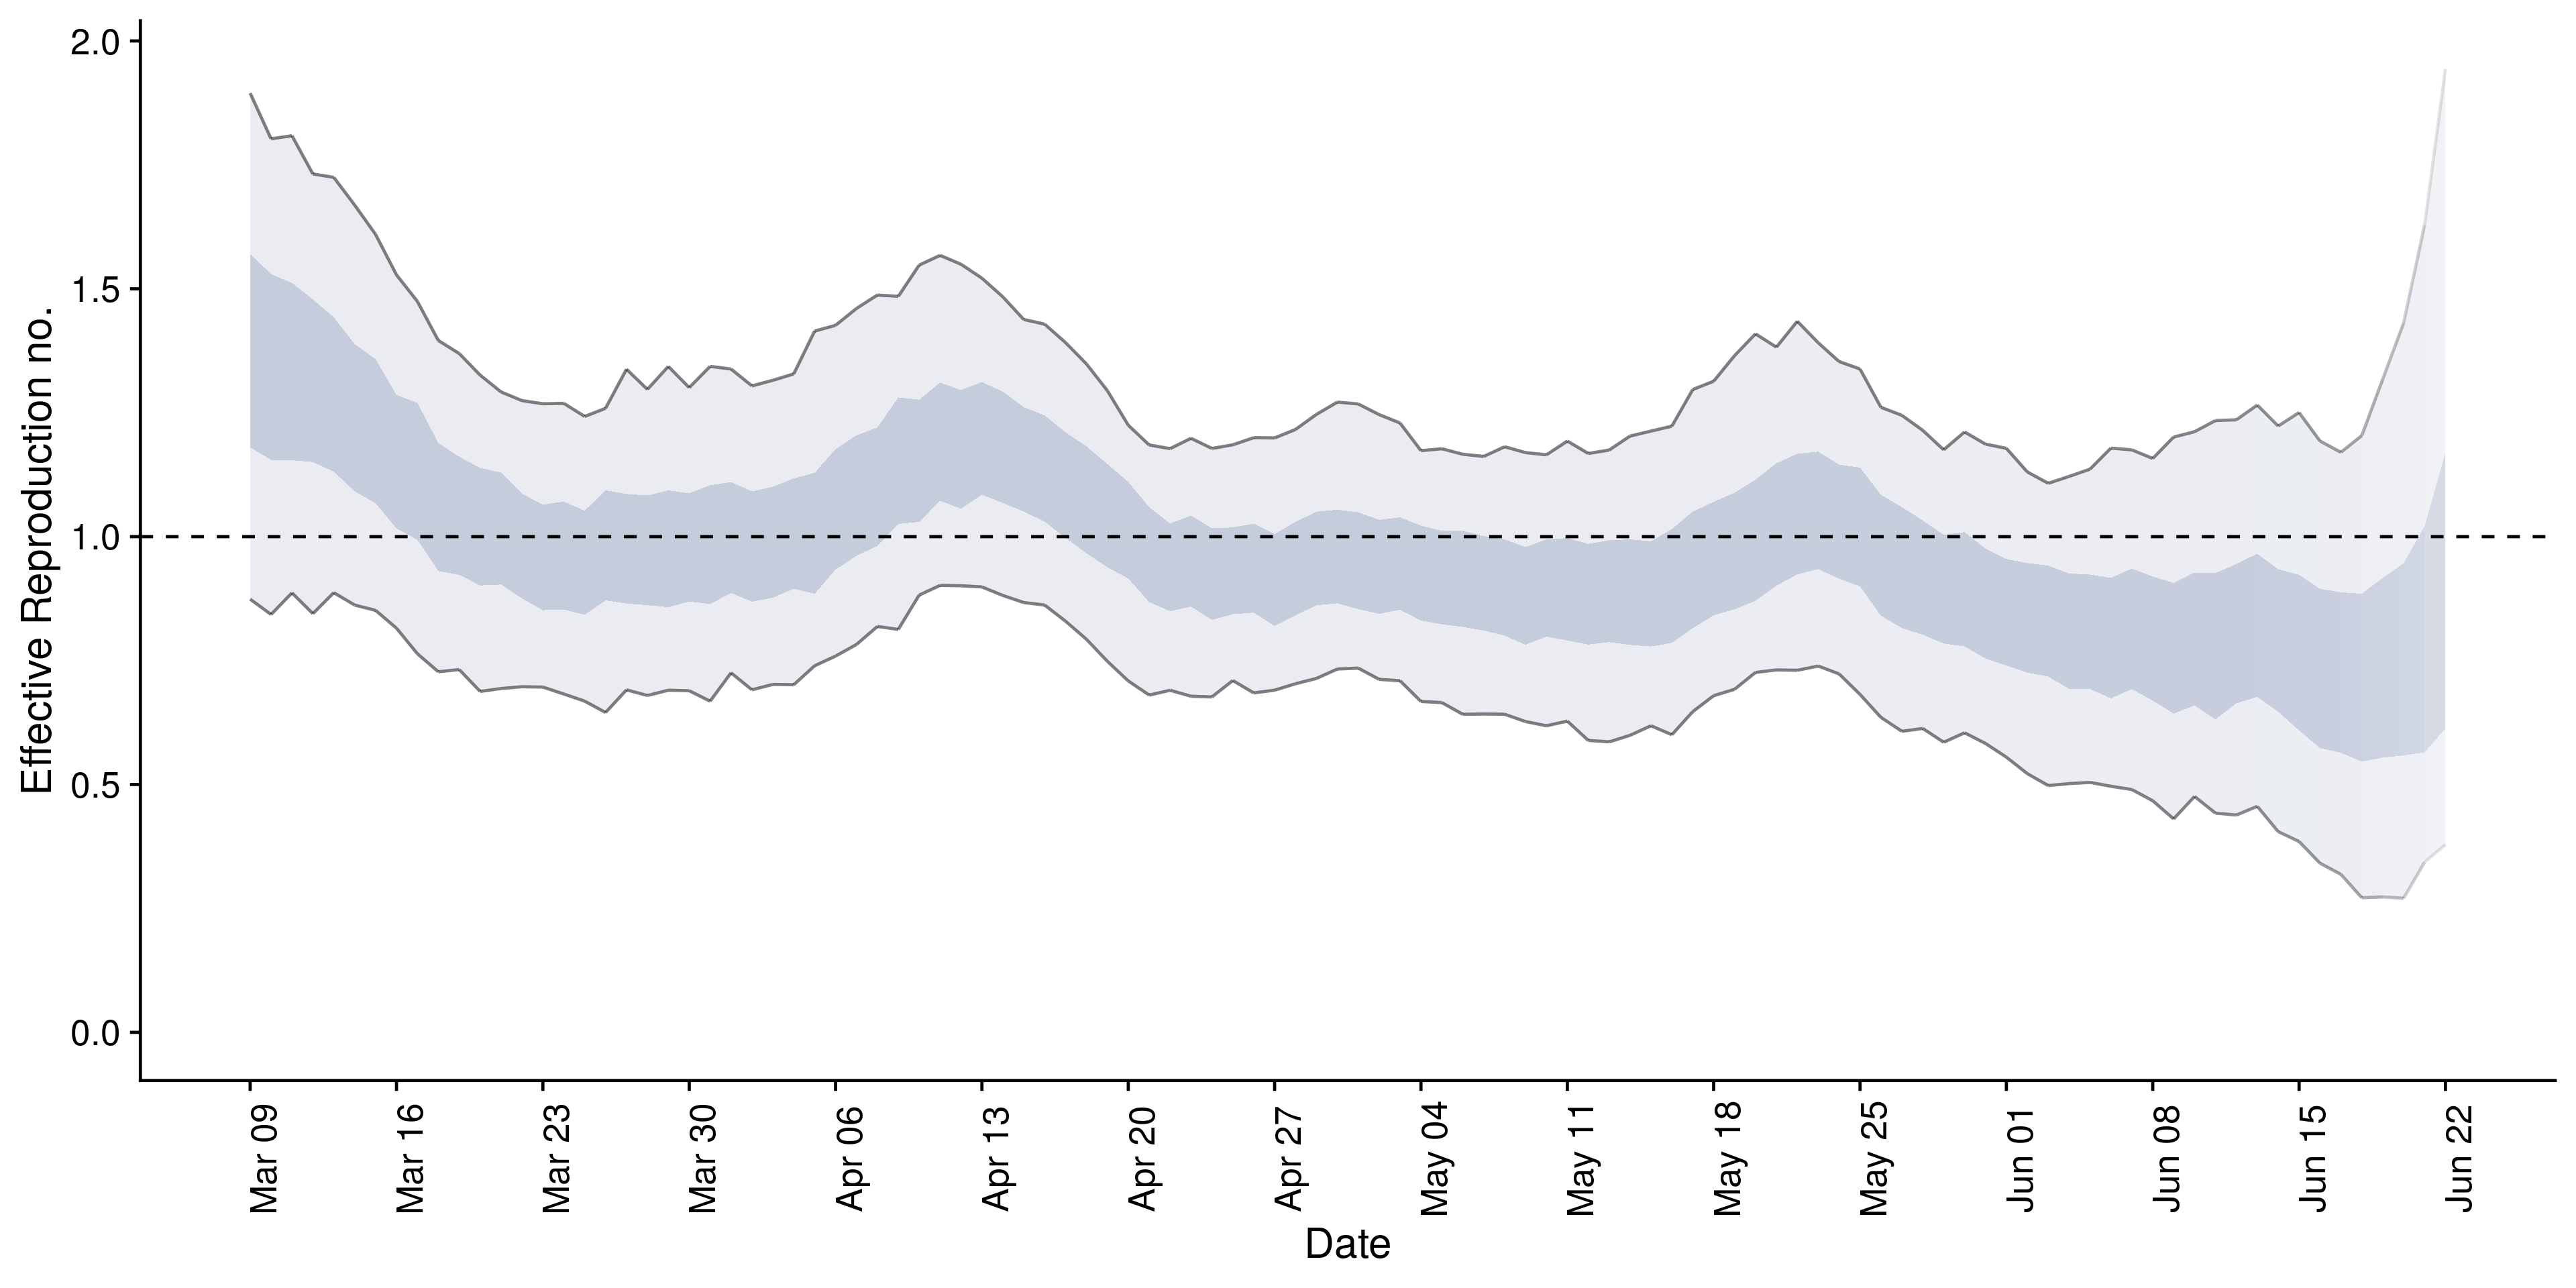 Effective Reproduction no.
2.0
1.5
1.0
0.5
0.0
Mar 09
Mar 16
Mar 23
Mar 30
Apr 06
Apr 13
Apr 20
Apr 27
May 04
May 11
May 18
May 25
Jun 01
Jun 08
Jun 15
Jun 22
Date